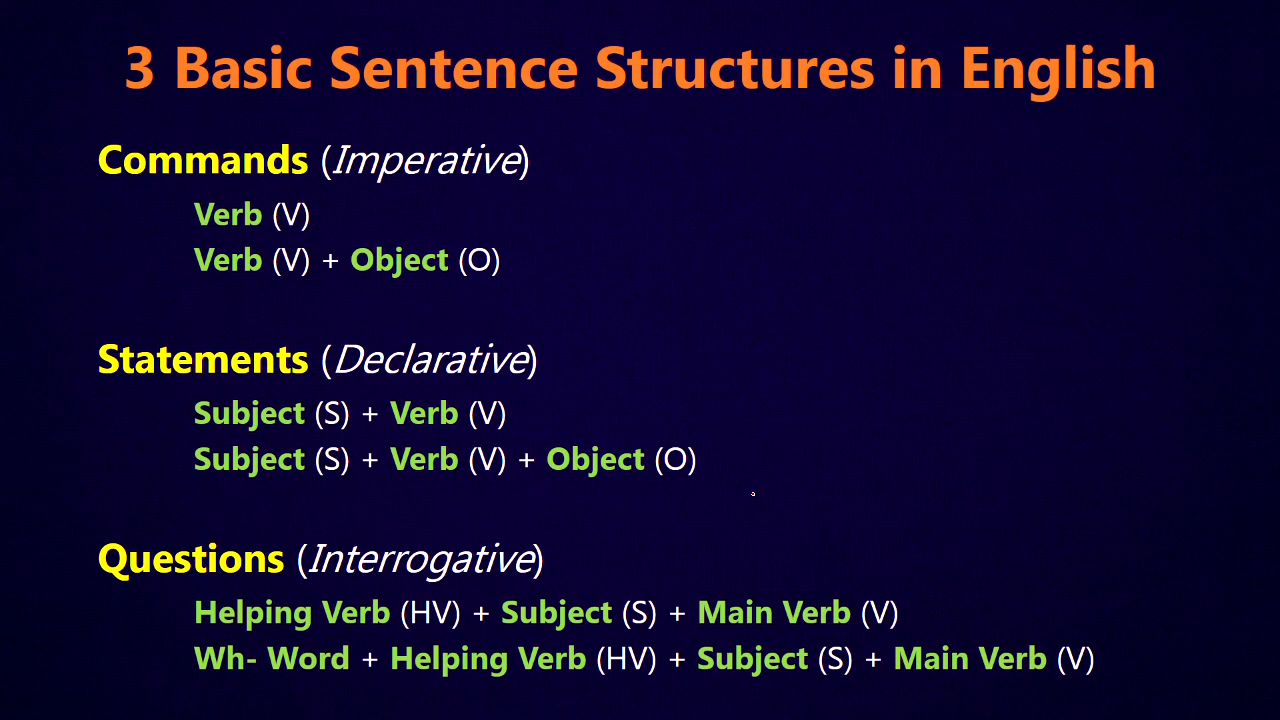 3 Basic Sentence Structures in English
Commands (Imperative)
Verb (V)
Verb (V) + Object (O)
Statements (Declarative)
Subject (S) + Verb (V)
Subject (S) + Verb (V) + Object (O)
Questions (Interrogative)
Helping Verb (HV) + Subject (S) + Main Verb (V)
Wh- Word + Helping Verb (HV) + Subject (S) + Main Verb (V)